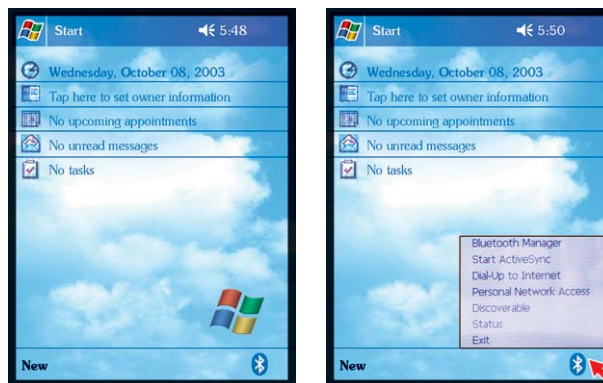 Start 5:48
Wednesday, October 08, 2003
Tap here to set owner information
No upcoming appointments
No unread messages
No tasks
New
Start 5:50
Wednesday, October 08, 2003
Tap here to set owner information
No upcoming appointments
No unread messages
No tasks
Bluetooth Manager
Start ActiveSync
Dial-Up to Internet
Personal Network Access
Discoverable
Status
Exit
New